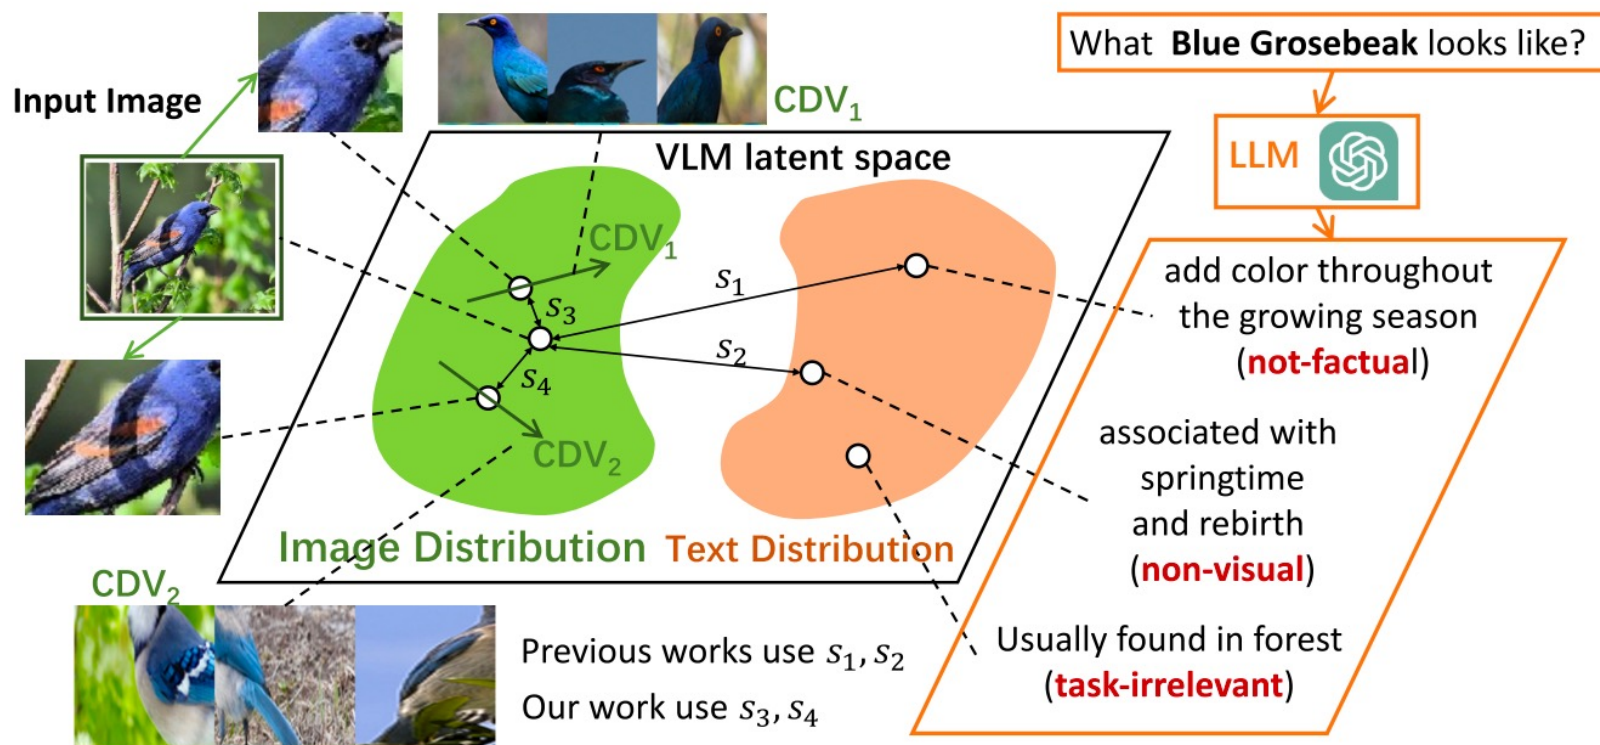 What Blue Grosebeak looks like?
Input Image
CDV₁
LLM
VLM latent space
CDV₁
s₁
s₃
s₂
s₄
CDV₂
add color throughout
the growing season
(not-factual)
associated with
springtime
and rebirth
(non-visual)
Image Distribution
Text Distribution
CDV₂
Usually found in forest
(task-irrelevant)
Previous works use s₁, s₂
Our work use s₃, s₄